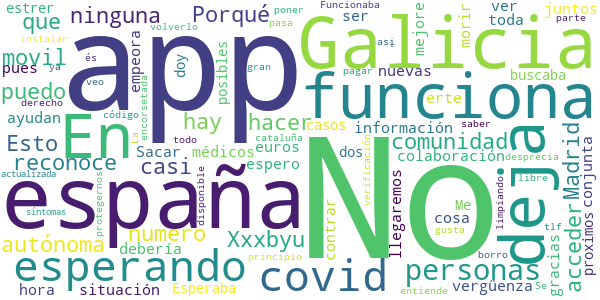 estrer
ninguna
Porqué
Funcionaba
ser
ver
juntos
poner
instalar
que
app
empeora
pasa
Galicia
toda
mejore
morir
parte
és
volverlo
así
movil
pues
ya
veo
doy
gran
posibles
pagar
nuevas
buscaba
puedo
En
encorsetada
funciona
ayudan
derecho
código
hay
hacer
erte
Esto
La
Sacar
médicos
casos
información
comunidad
deja
Madrid
reconoce
casi
todo
cataluña
euros
dos
colaboración
gracias
acceder
conjunta
españa
No
espero
verificación
saber
desprecia
actualizada
protegernos
disponible
Me
libre
proximos
síntomas
numero
Xxxbyu
contrar
llegaremos
cosa
limpiando
autónoma
debería
principio
gusta
borro
tlf
esperando
covid
personas
hora
situación
Esperaba
entiende
vergüenza
Se